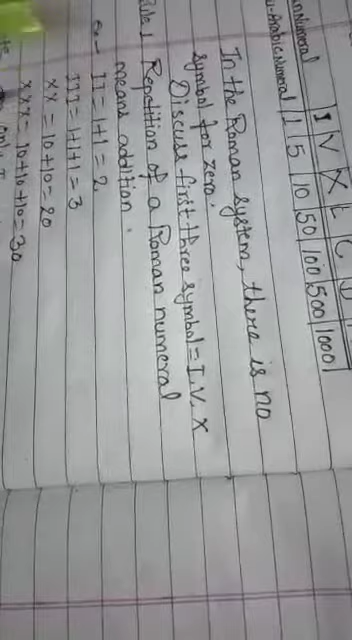 Numeral | I | V | X | L | C | D |
Arabic Numeral | 1 | 5 | 10 | 50 | 100 | 500 | 1000
In the Roman system, there is no
symbol for zero.
Discuss first three symbol = I, V, X
Rule 1 Repetition of a Roman numeral
means addition.
II = 1+1 = 2
III = 1+1+1 = 3
XX = 10+10 = 20
XXX = 10+10+10 = 30
only I